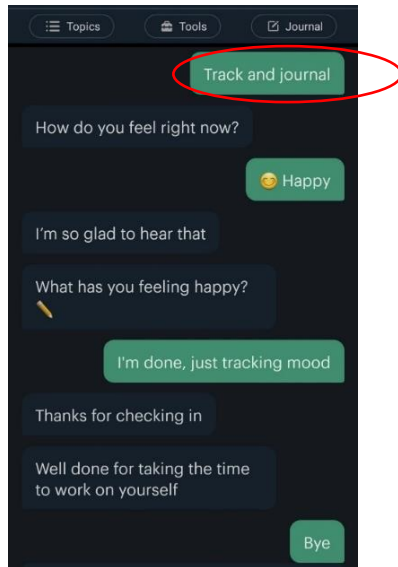 Topics Tools Journal
Track and journal
How do you feel right now?
😊 Happy
I'm so glad to hear that
What has you feeling happy?
✏️
I'm done, just tracking mood
Thanks for checking in
Well done for taking the time
to work on yourself
Bye